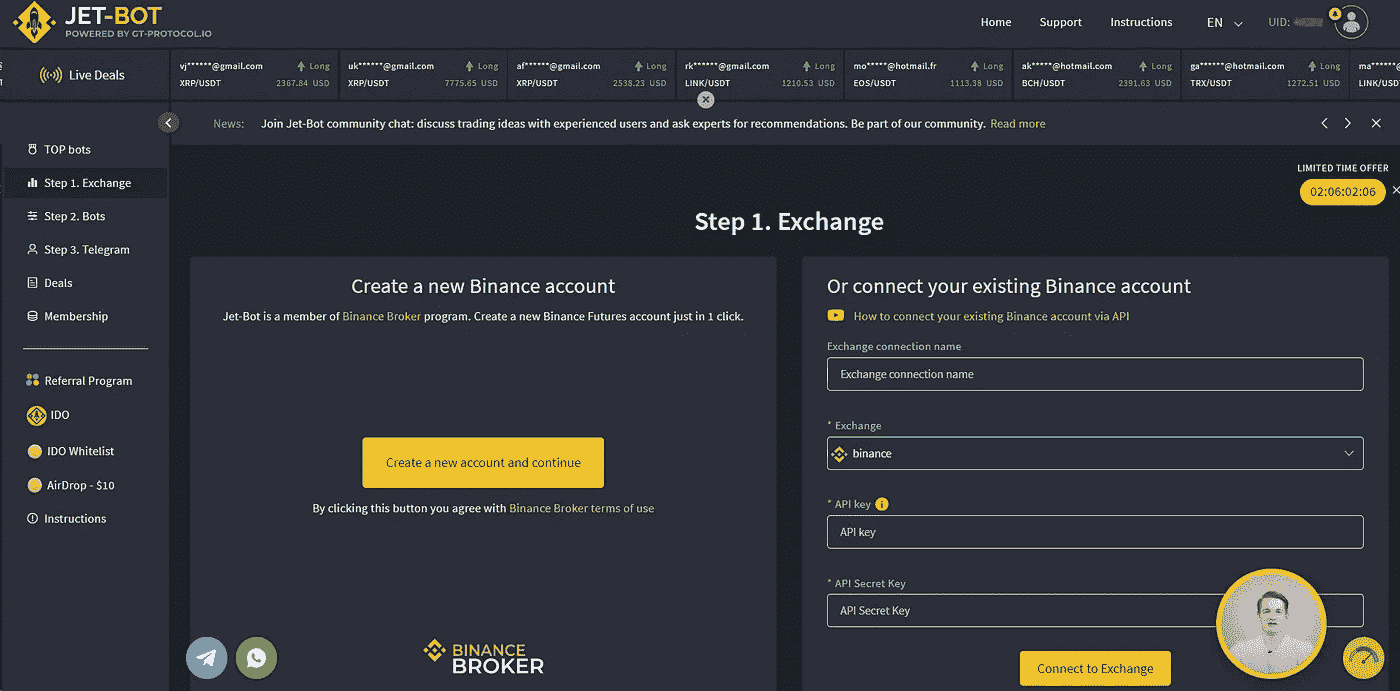 JET-BOT
POWERED BY GT-PROTOCOL.IO
Home Support Instructions EN UID:
Live Deals
vj******@gmail.com Long
XRP/USDT 2367.84 USD
uk******@gmail.com Long
XRP/USDT 7775.65 USD
af******@gmail.com Long
XRP/USDT 2538.23 USD
rk******@gmail.com Long
LINK/USDT 1210.53 USD
mo*****@hotmail.fr Long
EOS/USDT 1113.38 USD
ak*****@hotmail.com Long
BCH/USDT 2391.63 USD
ga******@hotmail.com Long
TRX/USDT 1272.51 USD
LINK/USD
News: Join Jet-Bot community chat: discuss trading ideas with experienced users and ask experts for recommendations. Be part of our community. Read more
TOP bots
Step 1. Exchange
Step 2. Bots
Step 3. Telegram
Deals
Membership
Referral Program
IDO
IDO Whitelist
AirDrop - $10
Instructions
LIMITED TIME OFFER
02:06:02:06
Step 1. Exchange
Create a new Binance account
Jet-Bot is a member of Binance Broker program. Create a new Binance Futures account just in 1 click.
Create a new account and continue
By clicking this button you agree with Binance Broker terms of use
BINANCE
BROKER
Or connect your existing Binance account
How to connect your existing Binance account via API
Exchange connection name
Exchange connection name
* Exchange
binance
* API key
API key
* API Secret Key
API Secret Key
Connect to Exchange